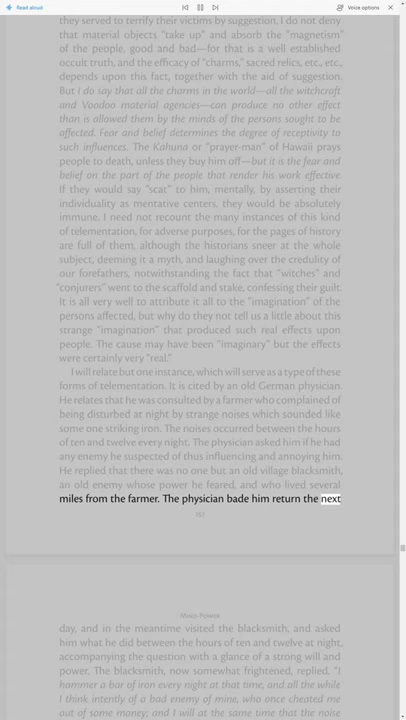 Read aloud
Voice options
they served to terrify their victims by suggestion. I do not deny
that material objects "take up" and absorb the "magnetism"
of the people, good and bad—for that is a well established
occult truth, and the efficacy of "charms," sacred relics, etc., etc.,
depends upon this fact, together with the aid of suggestion.
But I do say that all the charms in the world—all the witchcraft
and Voodoo material agencies—can produce no other effect
than is allowed them by the minds of the persons sought to be
affected. Fear and belief determines the degree of receptivity to
such influences. The Kahuna or "prayer-man" of Hawaii prays
people to death, unless they buy him off—but it is the fear and
belief on the part of the people that render his work effective.
If they would say "scat" to him, mentally, by asserting their
individuality as mentative centers, they would be absolutely
immune. I need not recount the many instances of this kind
of telementation, for adverse purposes, for the pages of history
are full of them, although the historians sneer at the whole
subject, deeming it a myth, and laughing over the credulity of
our forefathers, notwithstanding the fact that "witches" and
"conjurers" went to the scaffold and stake, confessing their guilt.
It is all very well to attribute it all to the "imagination" of the
persons affected, but why do they not tell us a little about this
strange "imagination" that produced such real effects upon
people. The cause may have been "imaginary" but the effects
were certainly very "real."
I will relate but one instance, which will serve as a type of these
forms of telementation. It is cited by an old German physician.
He relates that he was consulted by a farmer who complained of
being disturbed at night by strange noises which sounded like
some one striking iron. The noises occurred between the hours
of ten and twelve every night. The physician asked him if he had
any enemy he suspected of thus influencing and annoying him.
He replied that there was no one but an old village blacksmith,
an old enemy whose power he feared, and who lived several
miles from the farmer. The physician bade him return the next
Mind-Power
day, and in the meantime visited the blacksmith, and asked
him what he did between the hours of ten and twelve at night,
accompanying the question with a glance of a strong will and
power. The blacksmith, now somewhat frightened, replied, "I
hammer a bar of iron every night at that time, and all the while
I think intently of a bad enemy of mine, who once cheated me
out of some money; and I will at the same time that the noise